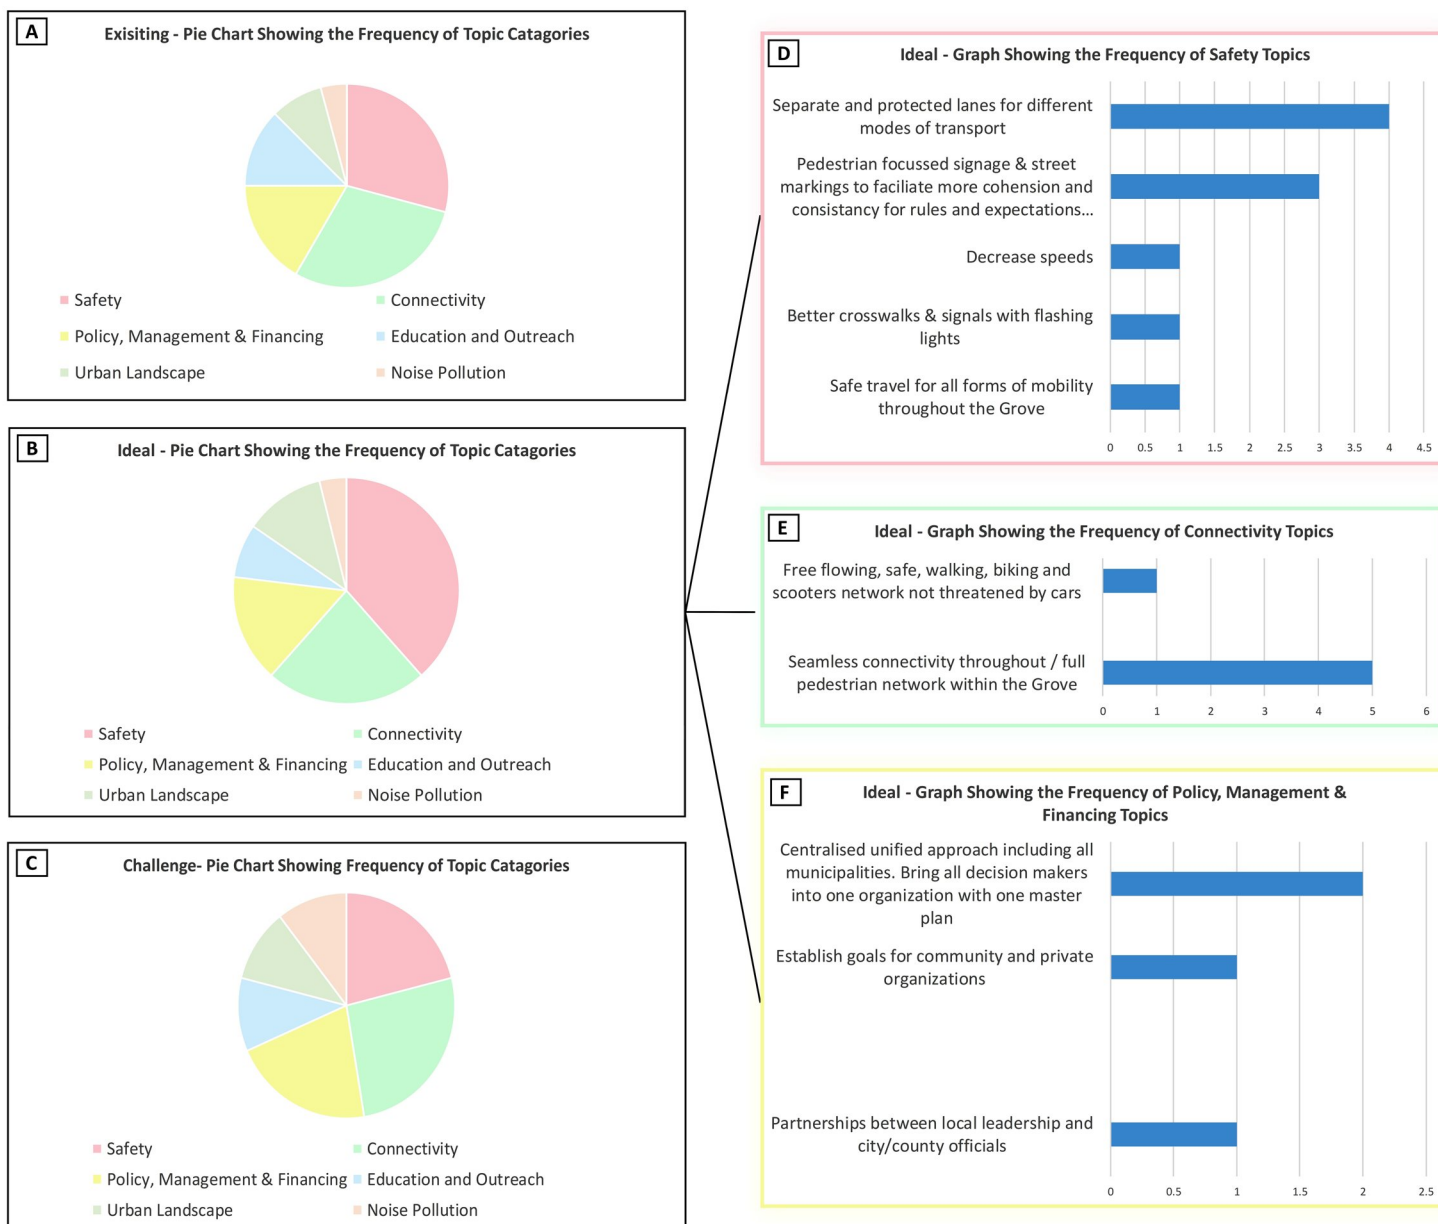 A
Exisiting - Pie Chart Showing the Frequency of Topic Catagories
Safety
Connectivity
Policy, Management & Financing
Education and Outreach
Urban Landscape
Noise Pollution
B
Ideal - Pie Chart Showing the Frequency of Topic Catagories
Safety
Connectivity
Policy, Management & Financing
Education and Outreach
Urban Landscape
Noise Pollution
C
Challenge- Pie Chart Showing Frequency of Topic Catagories
Safety
Connectivity
Policy, Management & Financing
Education and Outreach
Urban Landscape
Noise Pollution
D
Ideal - Graph Showing the Frequency of Safety Topics
Separate and protected lanes for different
modes of transport
Pedestrian focussed signage & street
markings to faciliate more cohension and
consistancy for rules and expectations...
Decrease speeds
Better crosswalks & signals with flashing
lights
Safe travel for all forms of mobility
throughout the Grove
0 0.5 1 1.5 2 2.5 3 3.5 4 4.5
E
Ideal - Graph Showing the Frequency of Connectivity Topics
Free flowing, safe, walking, biking and
scooters network not threatened by cars
Seamless connectivity throughout / full
pedestrian network within the Grove
0 1 2 3 4 5 6
F
Ideal - Graph Showing the Frequency of Policy, Management &
Financing Topics
Centralised unified approach including all
municipalities. Bring all decision makers
into one organization with one master
plan
Establish goals for community and private
organizations
Partnerships between local leadership and
city/county officials
0 0.5 1 1.5 2 2.5